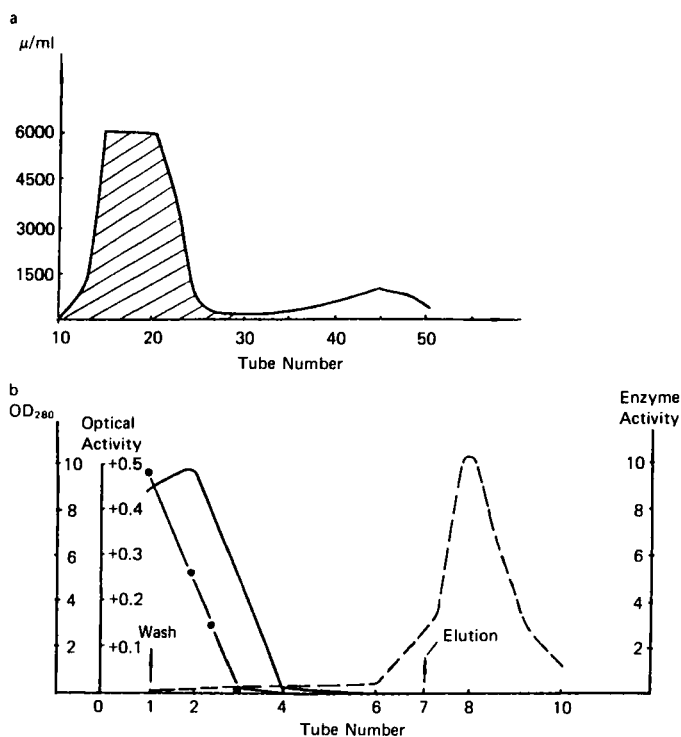 a
μ/ml
6000
4500
3000
1500
10 20 30 40 50
Tube Number
b
OD₂₈₀
Optical
Activity
Enzyme
Activity
10 +0.5 10
8 +0.4 8
+0.3
6 6
4 +0.2 4
2 +0.1 2
Wash
Elution
0 1 2 4 6 7 8 10
Tube Number